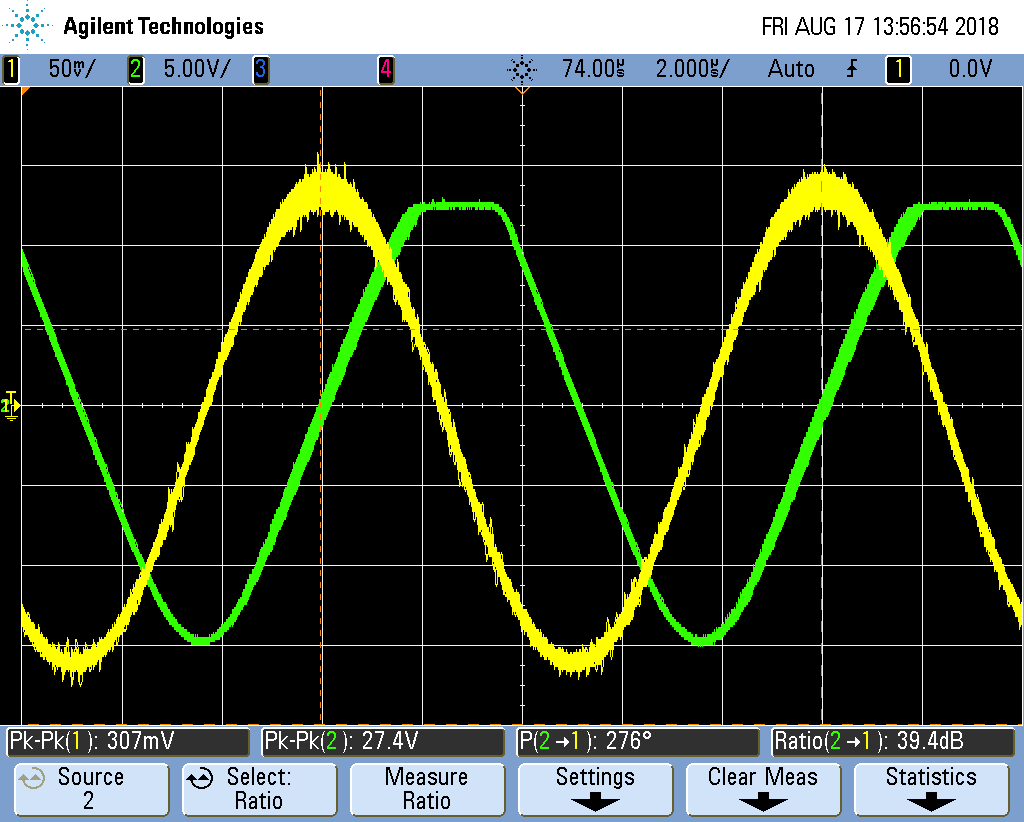 Agilent Technologies
FRI AUG 17 13:56:54 2018
1 50mV/ 2 5.00V/ 3 4 74.00µs 2.000µs/ Auto 1 0.0V
Pk-Pk(1): 307mV Pk-Pk(2): 27.4V P(2→1): 276° Ratio(2→1): 39.4dB
Source
2
Select:
Ratio
Measure
Ratio
Settings
Clear Meas
Statistics